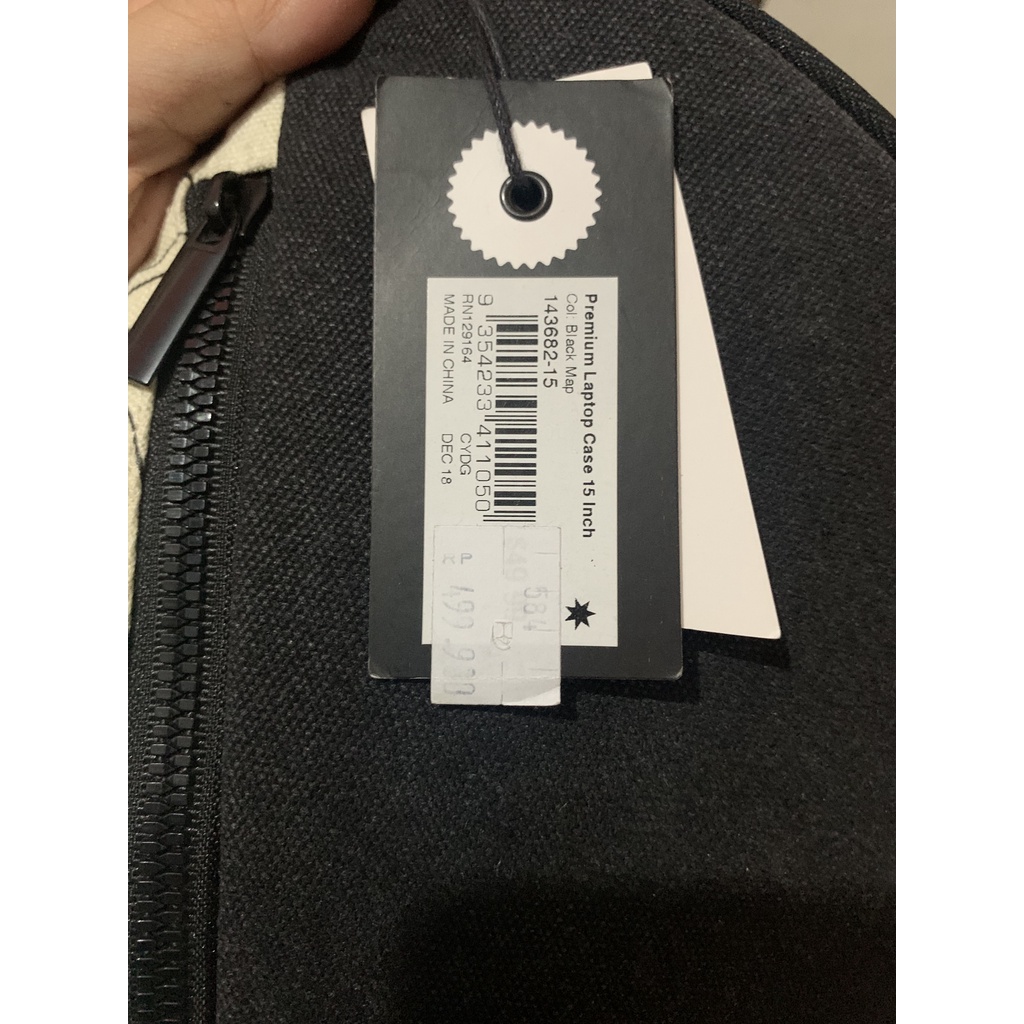 Premium Laptop Case 15 Inch
Col: Black Map
143682-15
9 354233 411050
RN129164 CYDG
MADE IN CHINA DEC 18
584